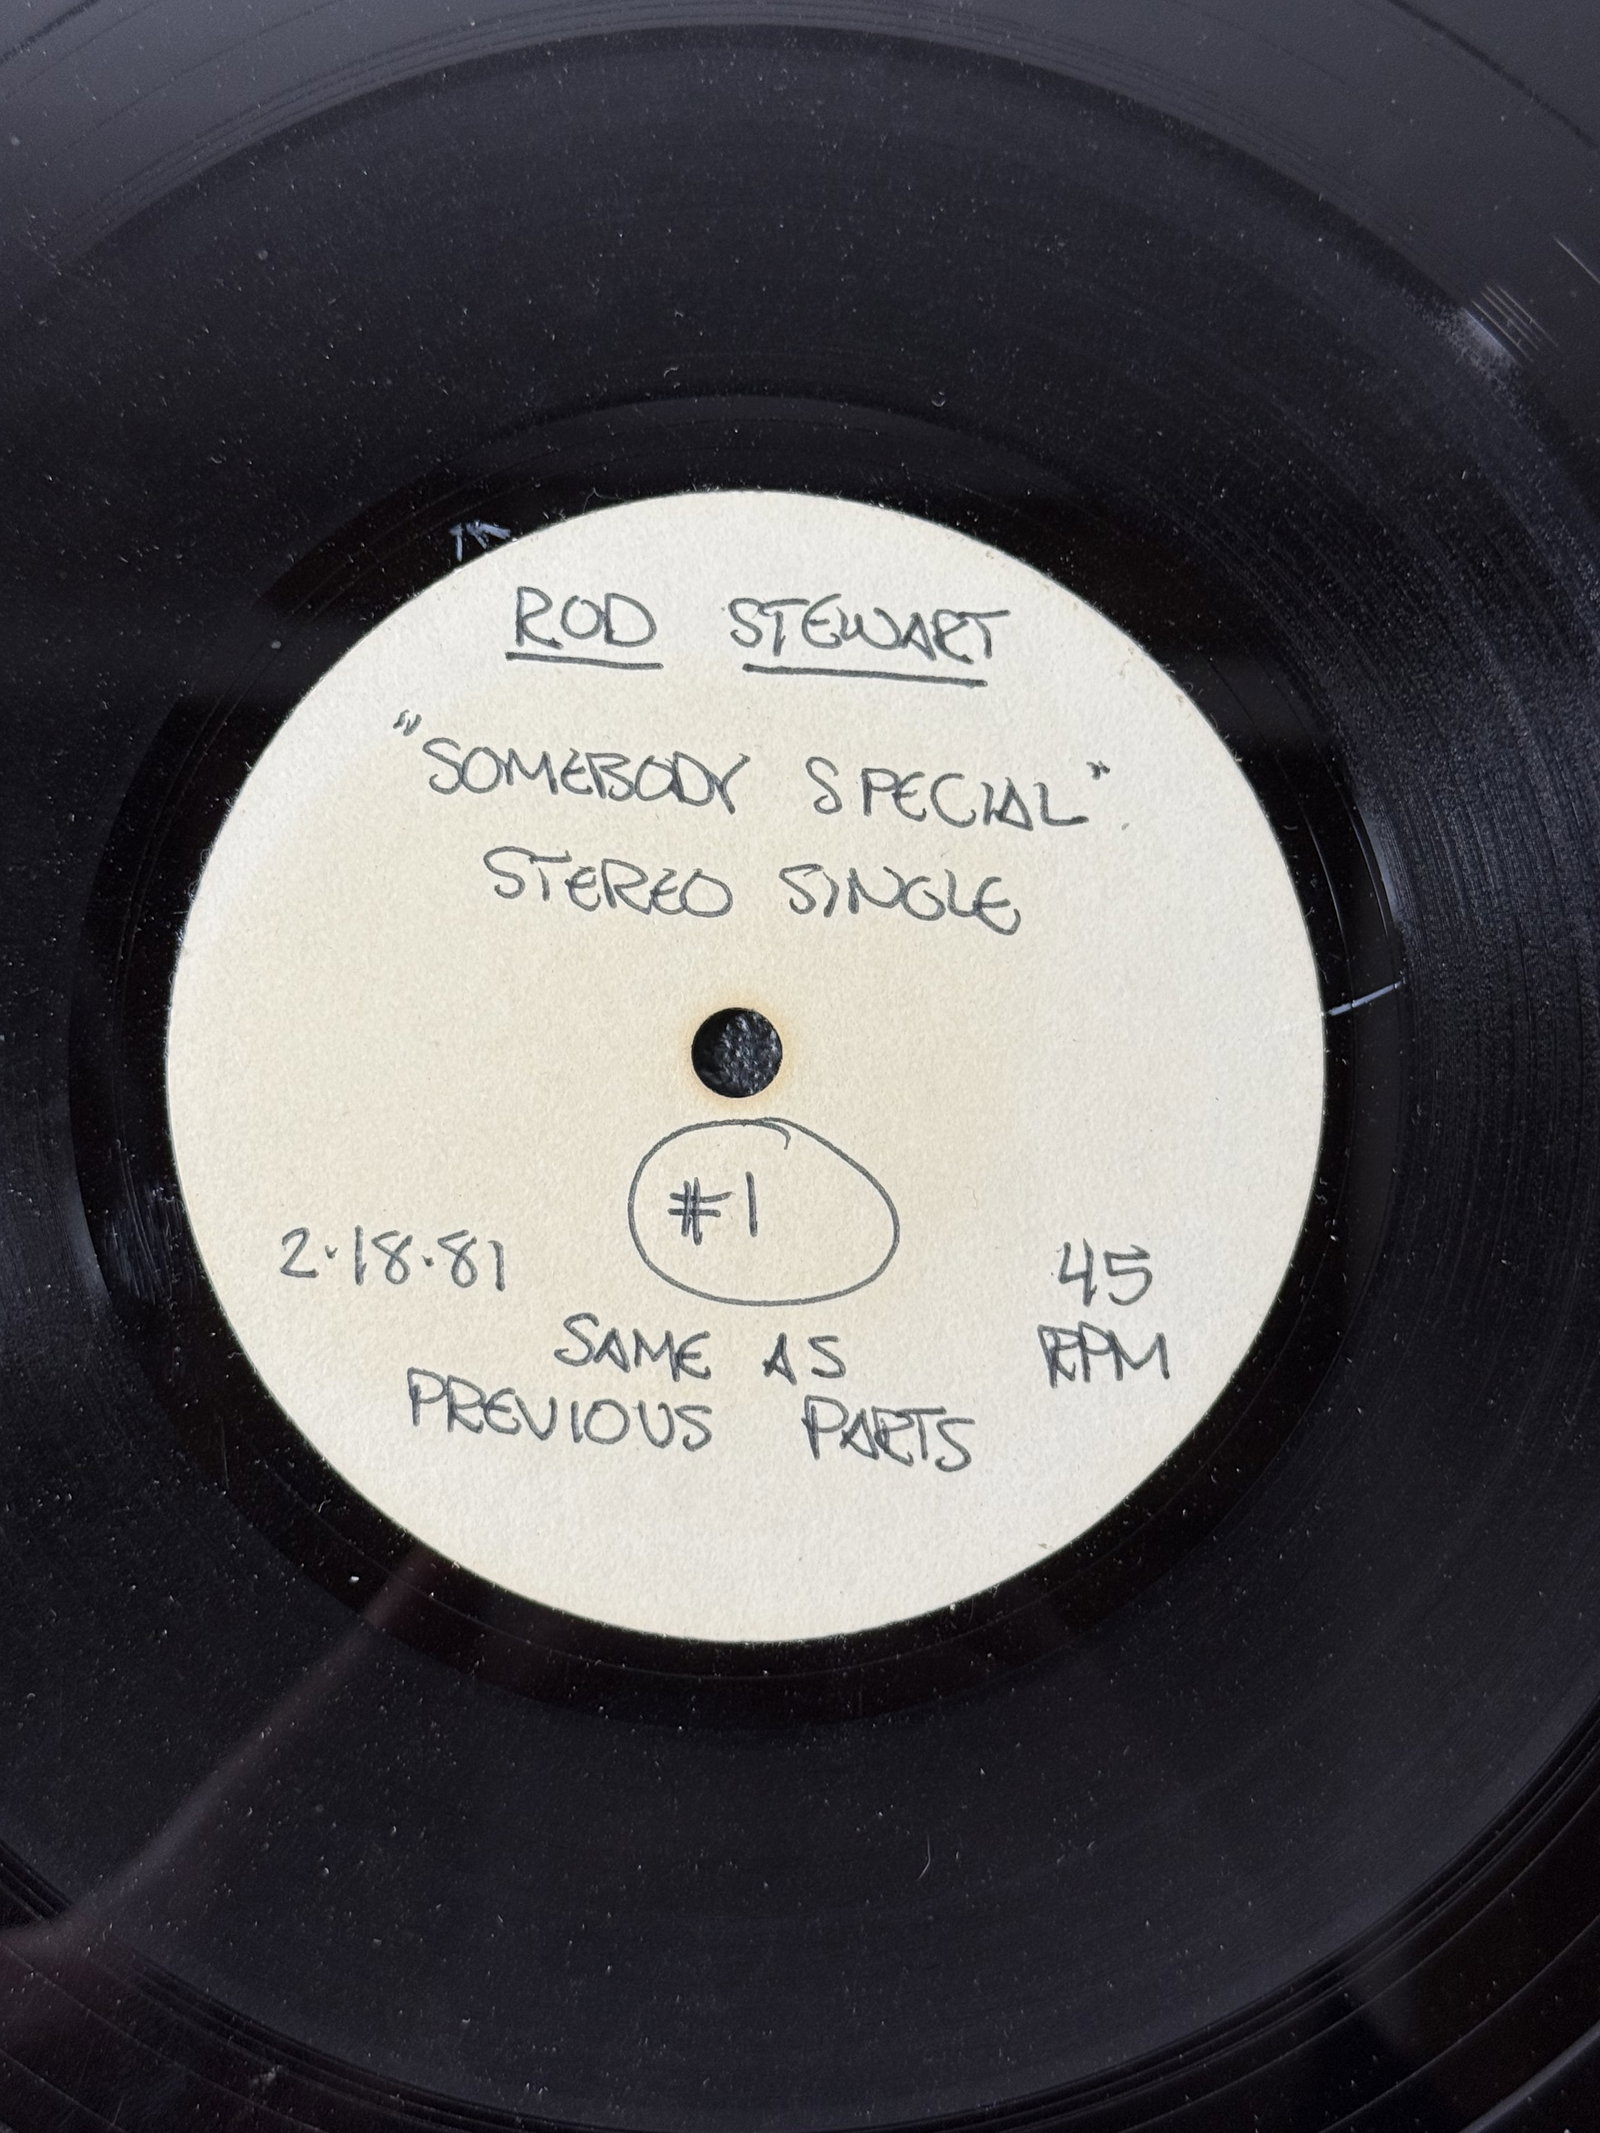 ROD STEWART
"SOMEBODY SPECIAL"
STEREO SINGLE
#1
2·18·81
45
RPM
SAME AS
PREVIOUS PARTS